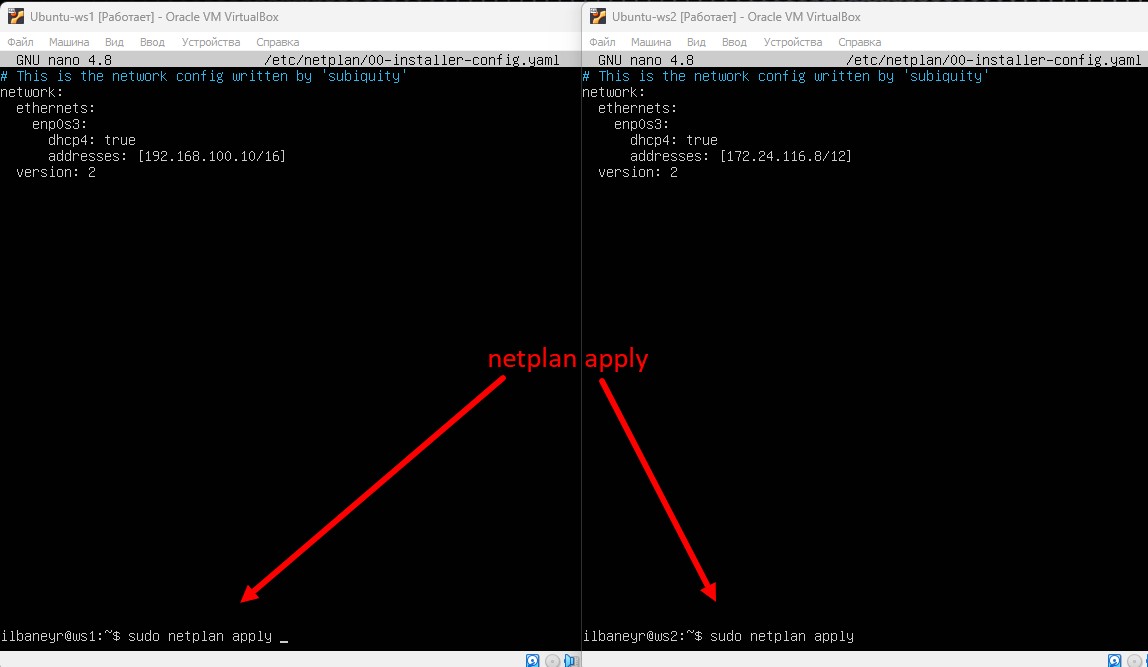 Ubuntu-ws1 [Работает] - Oracle VM VirtualBox
Файл Машина Вид Ввод Устройства Справка
GNU nano 4.8 /etc/netplan/00-installer-config.yaml
# This is the network config written by 'subiquity'
network:
  ethernets:
    enp0s3:
      dhcp4: true
      addresses: [192.168.100.10/16]
  version: 2
ilbaneyr@ws1:~$ sudo netplan apply _
Ubuntu-ws2 [Работает] - Oracle VM VirtualBox
Файл Машина Вид Ввод Устройства Справка
GNU nano 4.8 /etc/netplan/00-installer-config.yaml
# This is the network config written by 'subiquity'
network:
  ethernets:
    enp0s3:
      dhcp4: true
      addresses: [172.24.116.8/12]
  version: 2
ilbaneyr@ws2:~$ sudo netplan apply
netplan apply